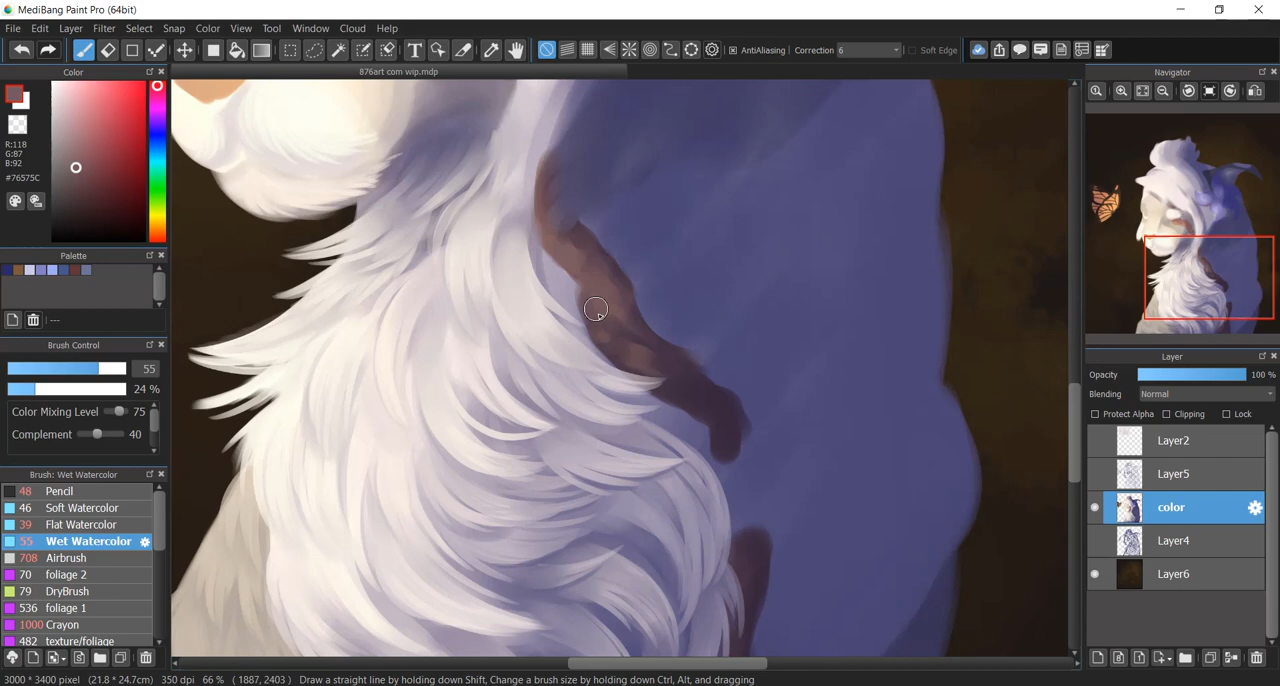 MediBang Paint Pro (64bit)
File Edit Layer Filter Select Snap Color View Tool Window Cloud Help
AntiAliasing Correction 6 Soft Edge
Color
876art com wip.mdp
Navigator
R:118
G:87
B:92
#76575C
Palette
---
Brush Control
55
24 %
Color Mixing Level 75
Complement 40
Brush: Wet Watercolor
48 Pencil
46 Soft Watercolor
39 Flat Watercolor
55 Wet Watercolor
708 Airbrush
70 foliage 2
79 DryBrush
536 foliage 1
1000 Crayon
482 texture/foliage
Layer
Opacity 100 %
Blending Normal
Protect Alpha Clipping Lock
Layer2
Layer5
color
Layer4
Layer6
3000 * 3400 pixel (21.8 * 24.7cm) 350 dpi 66 % ( 1887, 2403 ) Draw a straight line by holding down Shift, Change a brush size by holding down Ctrl, Alt, and dragging